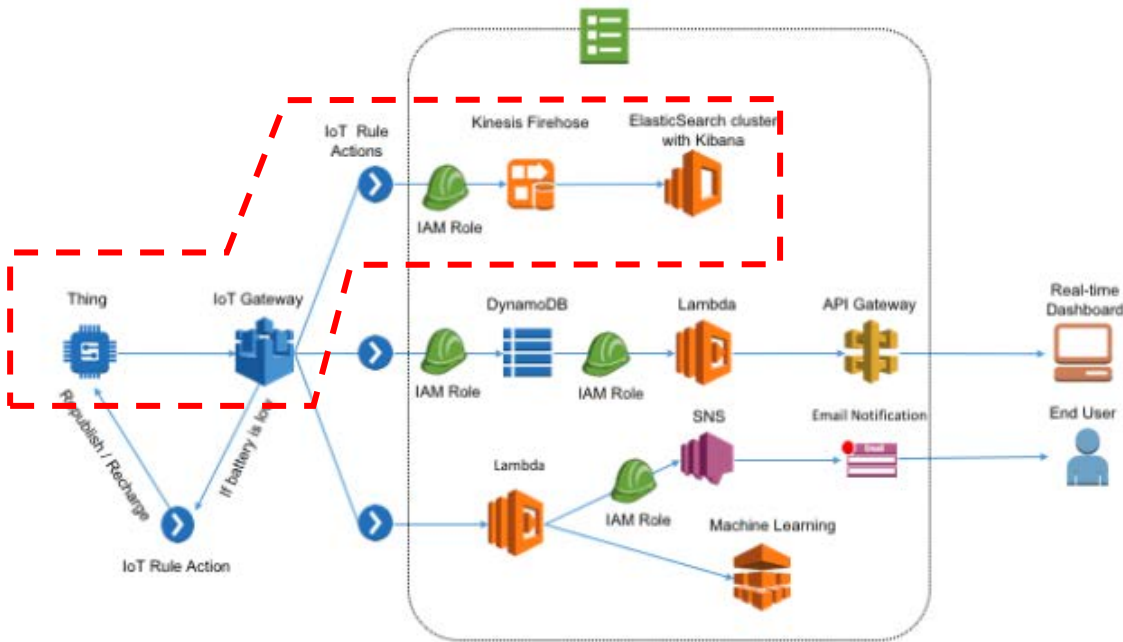 IoT Rule
Actions
Kinesis Firehose
ElasticSearch cluster
with Kibana
IAM Role
Thing
IoT Gateway
DynamoDB
Lambda
API Gateway
Real-time
Dashboard
IAM Role
IAM Role
Republish / Recharge
If battery is low
IoT Rule Action
Lambda
IAM Role
SNS
Email Notification
Email
End User
Machine Learning